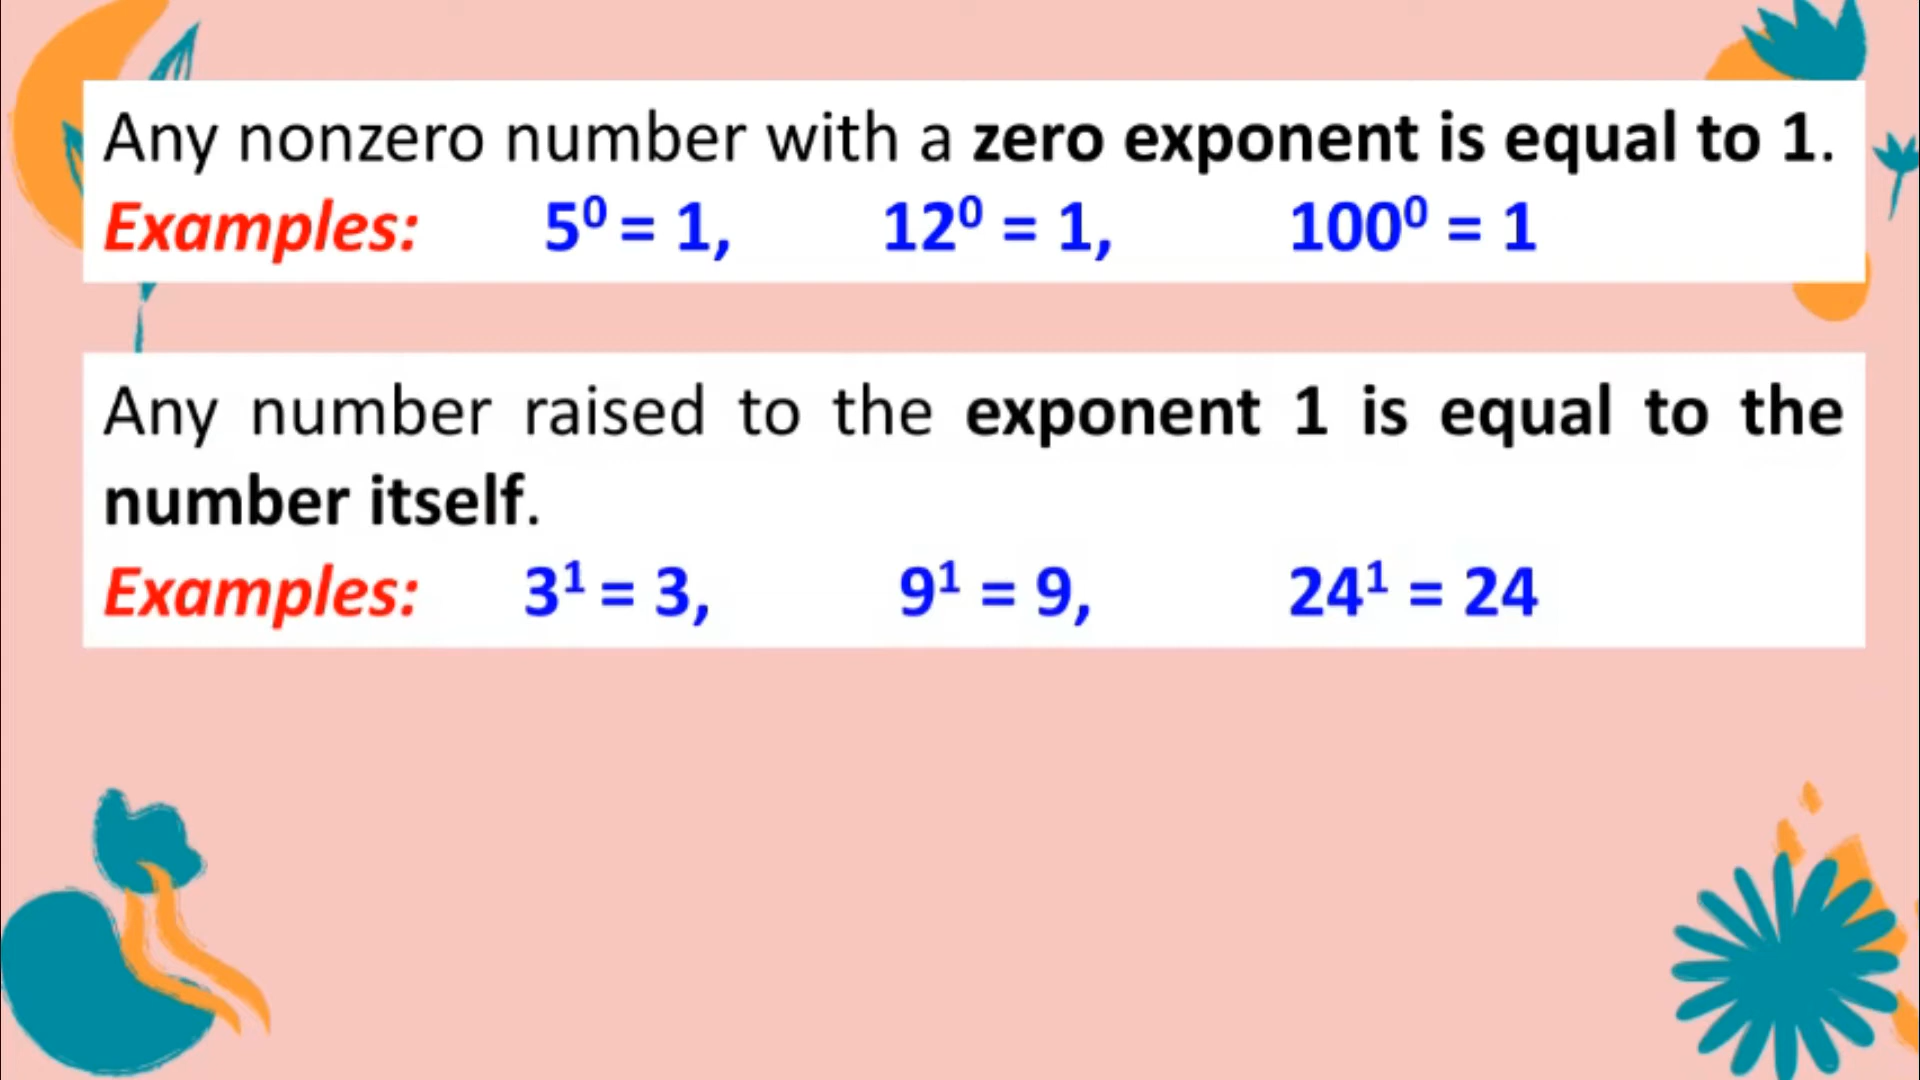 Any nonzero number with a zero exponent is equal to 1.
Examples: 5⁰ = 1, 12⁰ = 1, 100⁰ = 1
Any number raised to the exponent 1 is equal to the
number itself.
Examples: 3¹ = 3, 9¹ = 9, 24¹ = 24